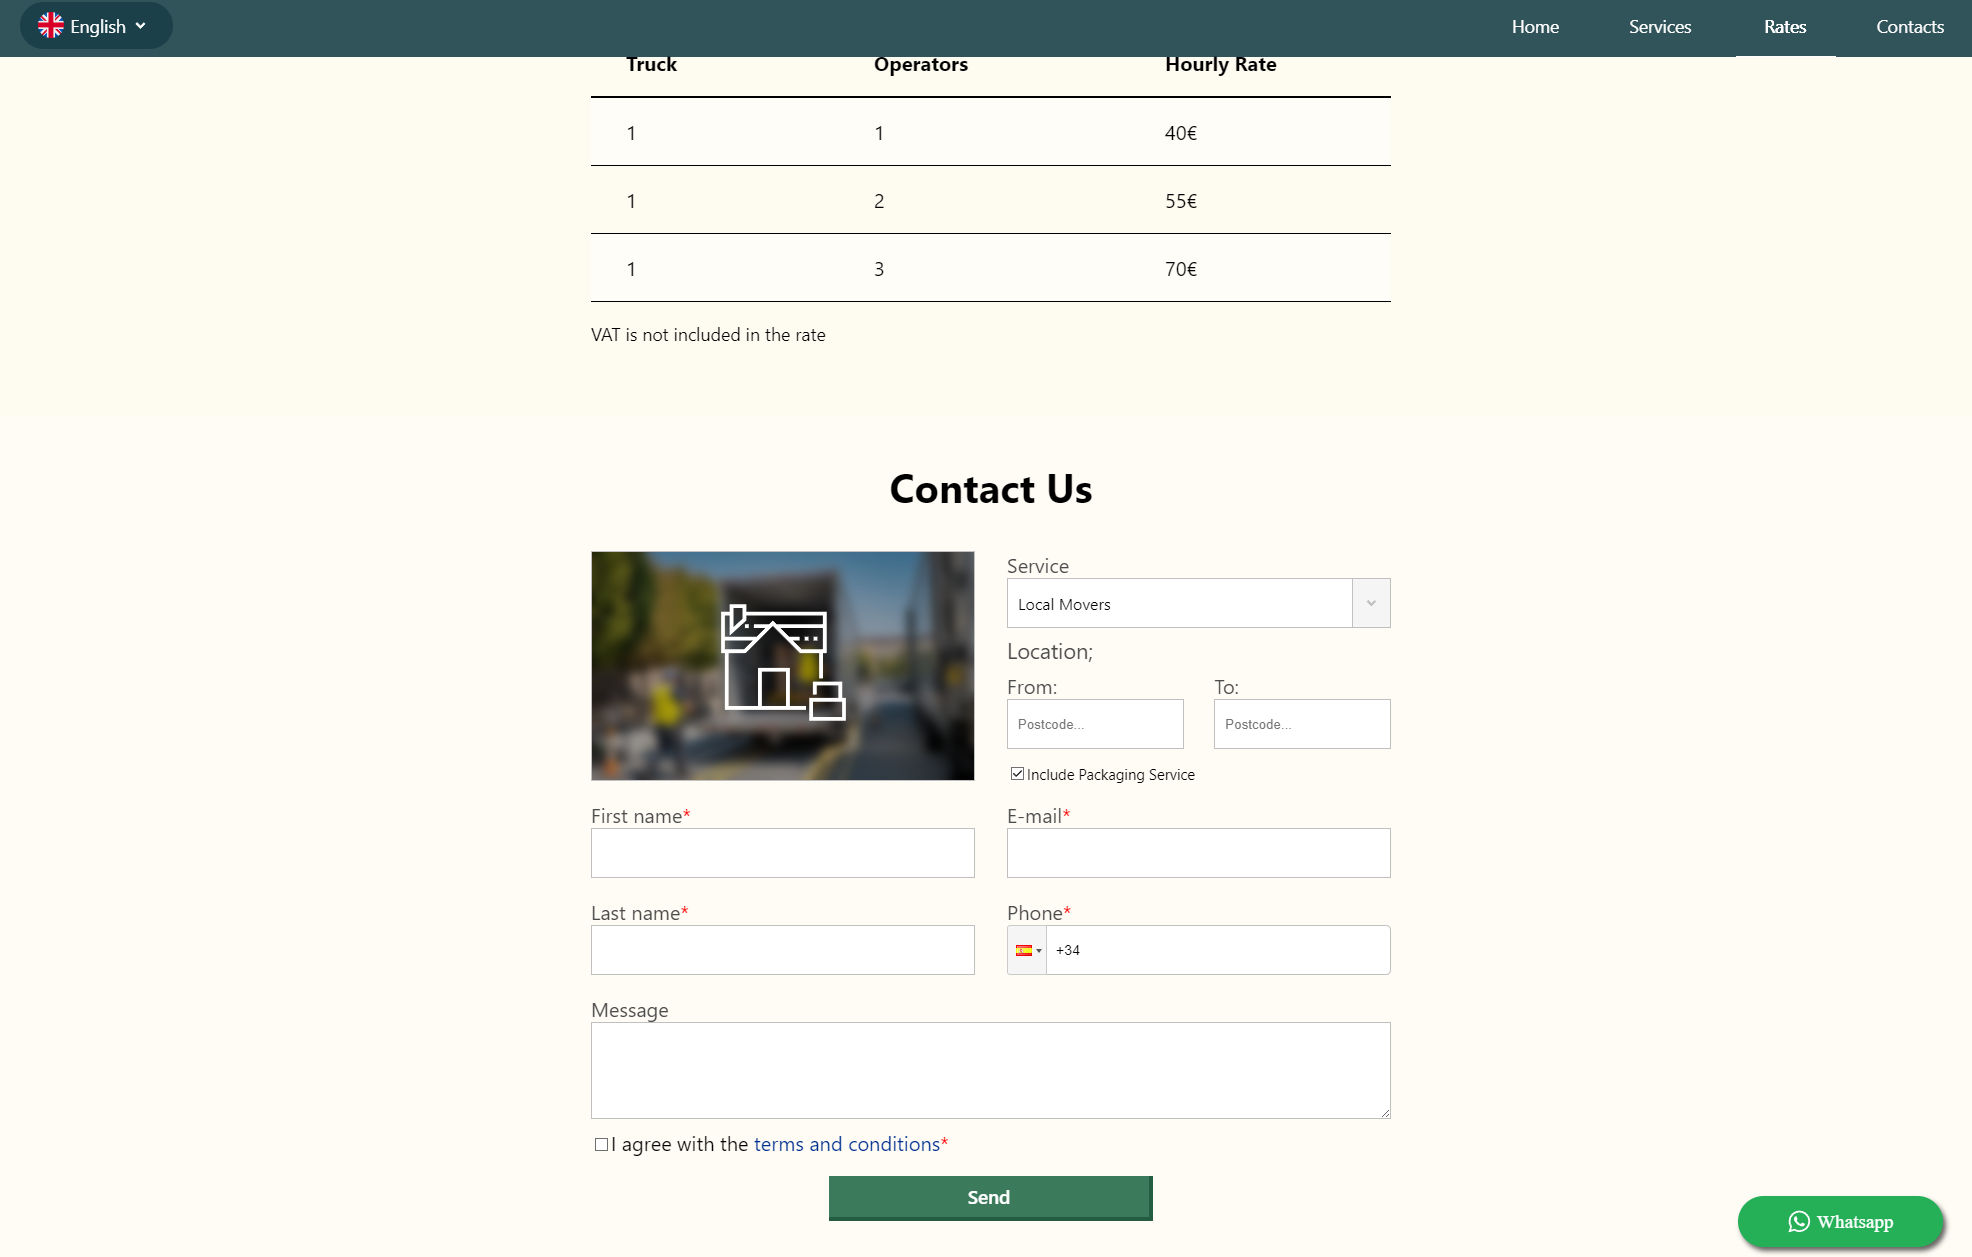 English
Home Services Rates Contacts
Truck Operators Hourly Rate
1 1 40€
1 2 55€
1 3 70€
VAT is not included in the rate
Contact Us
Service
Local Movers
Location;
From: To:
Postcode... Postcode...
Include Packaging Service
First name* E-mail*
Last name* Phone*
+34
Message
I agree with the terms and conditions*
Send
Whatsapp